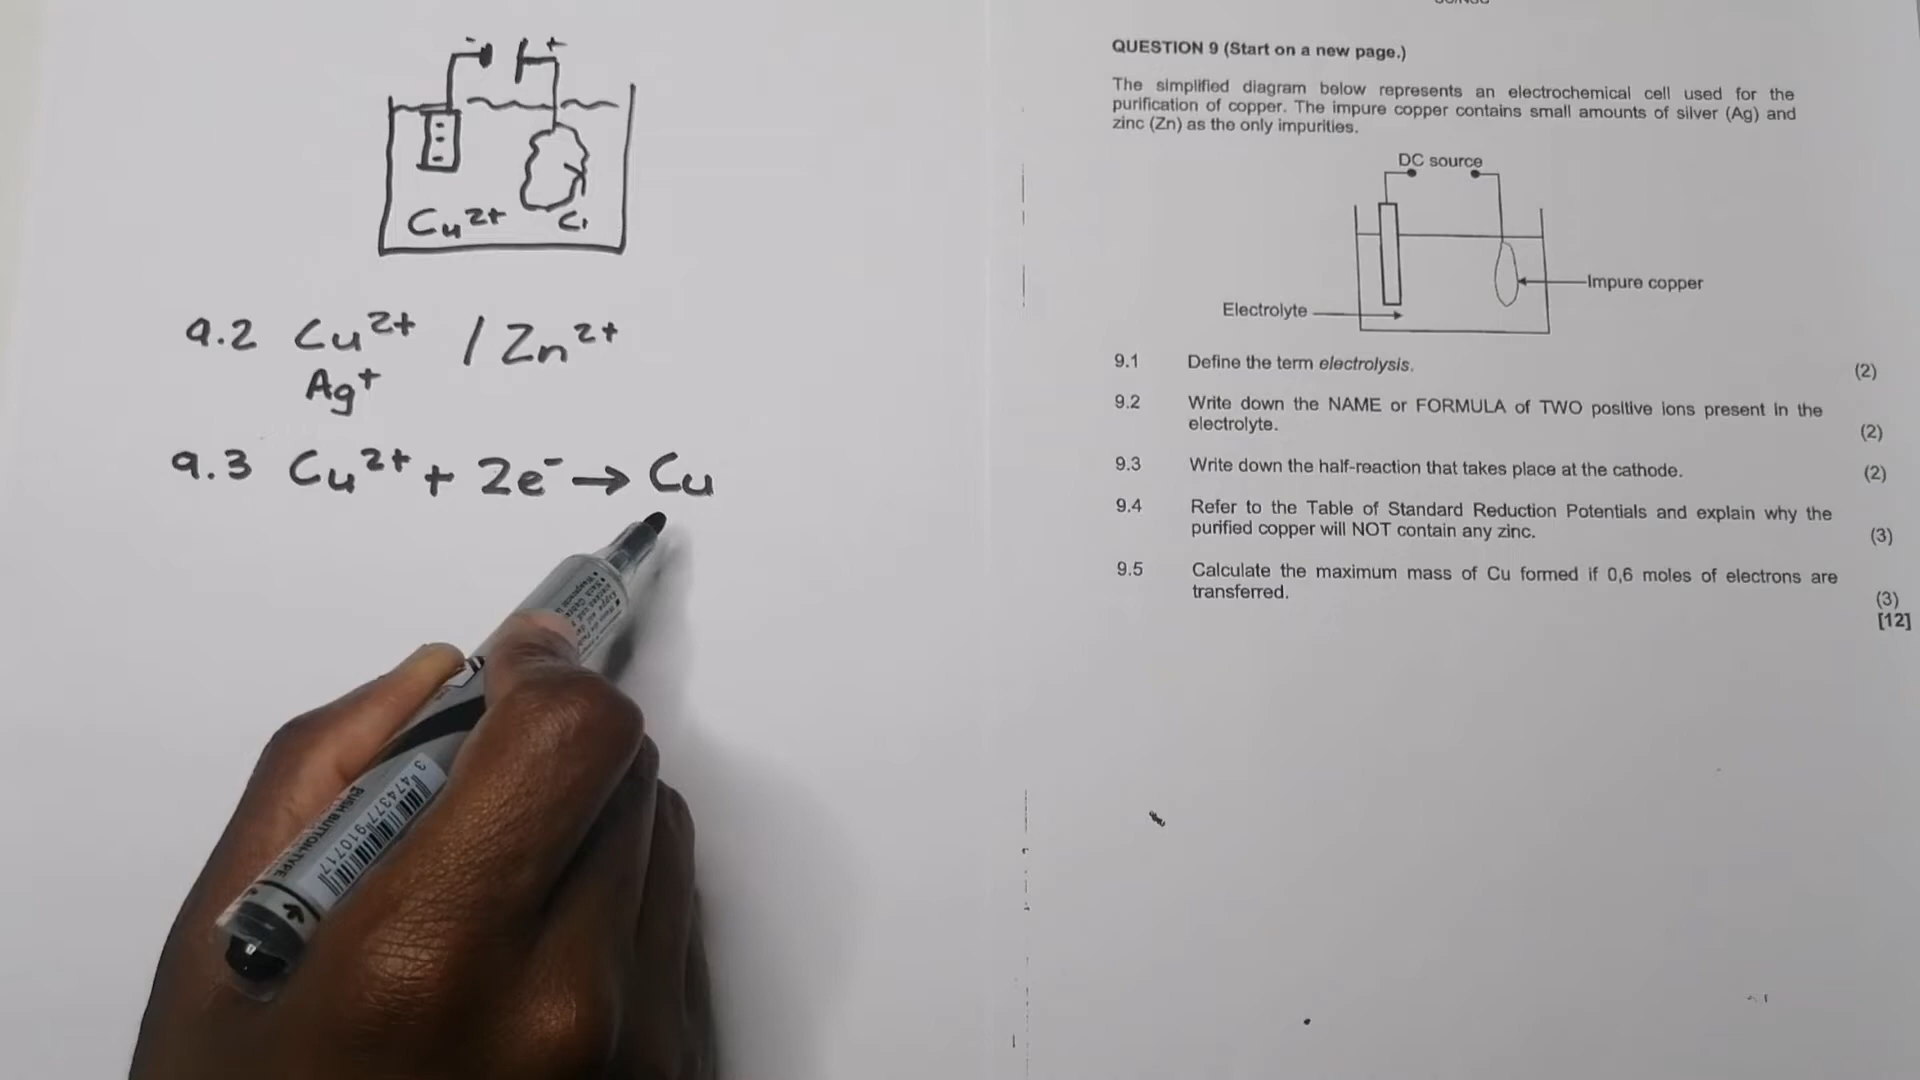 - +
Cu²⁺
9.2 Cu²⁺ / Zn²⁺
Ag⁺
9.3 Cu²⁺ + 2e⁻ → Cu
PUSH BUTTON TYPE
3 474377 910717
QUESTION 9 (Start on a new page.)
The simplified diagram below represents an electrochemical cell used for the
purification of copper. The impure copper contains small amounts of silver (Ag) and
zinc (Zn) as the only impurities.
DC source
Impure copper
Electrolyte
9.1 Define the term electrolysis. (2)
9.2 Write down the NAME or FORMULA of TWO positive ions present in the
electrolyte. (2)
9.3 Write down the half-reaction that takes place at the cathode. (2)
9.4 Refer to the Table of Standard Reduction Potentials and explain why the
purified copper will NOT contain any zinc. (3)
9.5 Calculate the maximum mass of Cu formed if 0,6 moles of electrons are
transferred. (3)
[12]